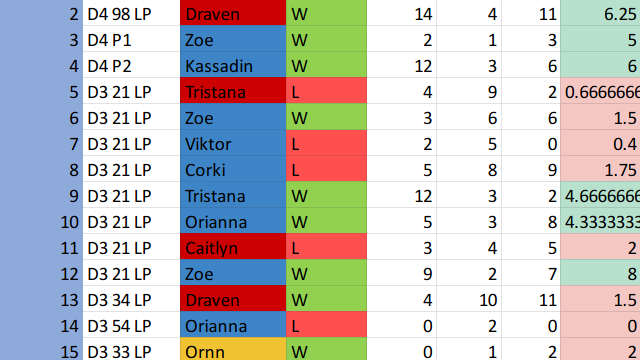 2 D4 98 LP Draven W 14 4 11 6.25
3 D4 P1 Zoe W 2 1 3 5
4 D4 P2 Kassadin W 12 3 6 6
5 D3 21 LP Tristana L 4 9 2 0.6666666
6 D3 21 LP Zoe W 3 6 6 1.5
7 D3 21 LP Viktor L 2 5 0 0.4
8 D3 21 LP Corki L 5 8 9 1.75
9 D3 21 LP Tristana W 12 3 2 4.6666666
10 D3 21 LP Orianna W 5 3 8 4.3333333
11 D3 21 LP Caitlyn L 3 4 5 2
12 D3 21 LP Zoe W 9 2 7 8
13 D3 34 LP Draven W 4 10 11 1.5
14 D3 54 LP Orianna L 0 2 0 0
15 D3 33 LP Ornn W 0 1 2 2